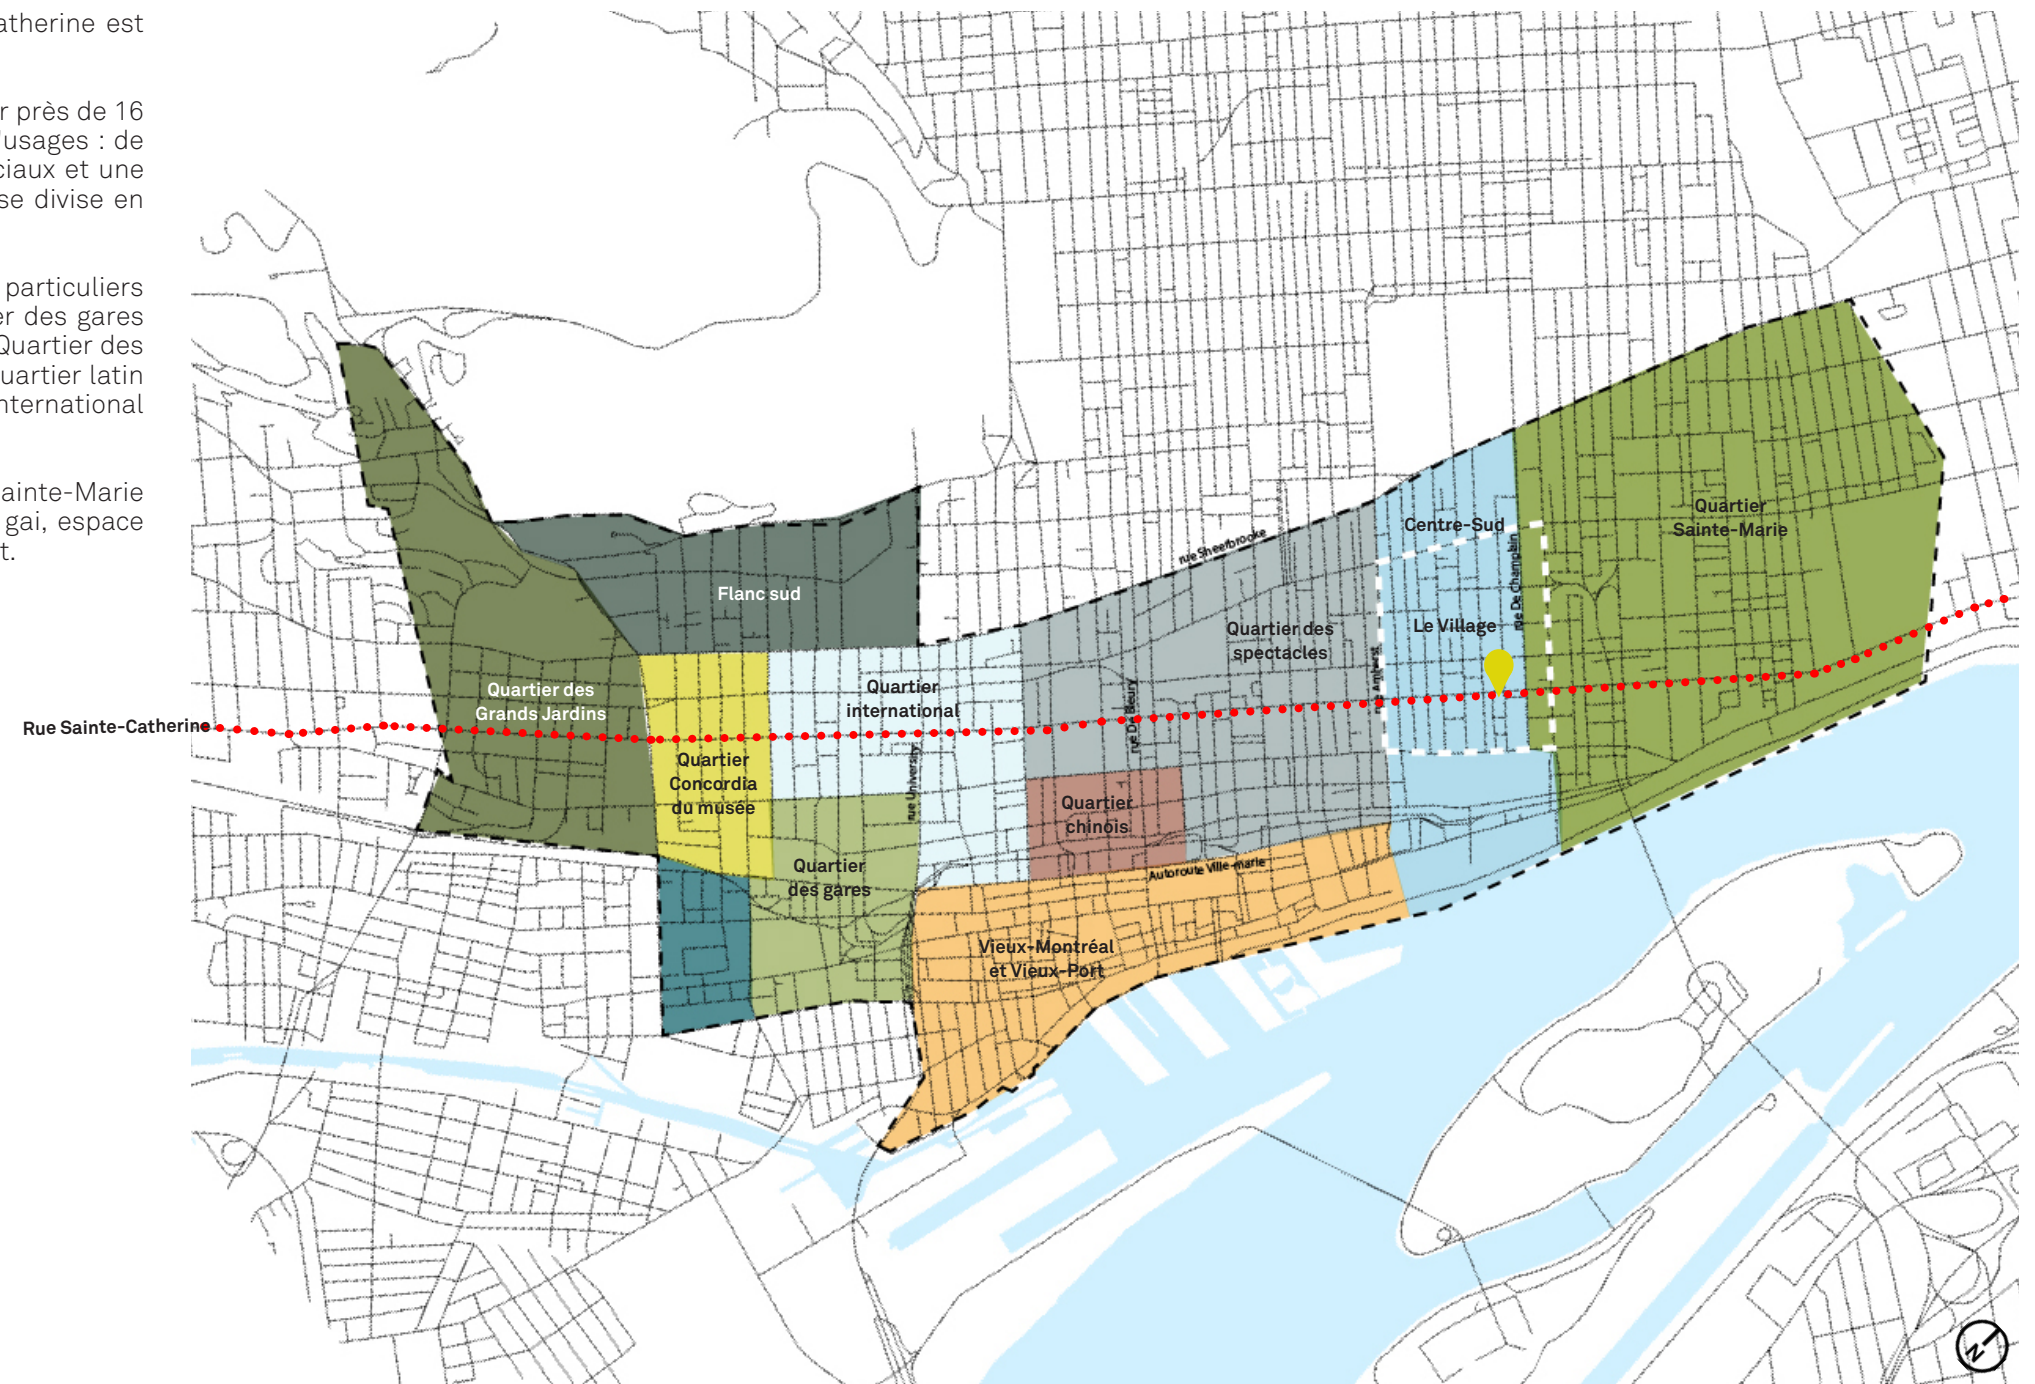 atherine est
r près de 16
'usages : de
ciaux et une
se divise en
particuliers
er des gares
Quartier des
uartier latin
nternational
ainte-Marie
gai, espace
t.
Quartier
Sainte-Marie
Centre-Sud
rue Sheerbrooke
rue De Champlain
Flanc sud
Le Village
Quartier des
spectacles
rue Amherst
Quartier des
Grands Jardins
Quartier
international
rue De Bleury
Rue Sainte-Catherine
Quartier
Concordia
du musée
rue University
Quartier
chinois
Quartier
des gares
Autoroute Ville-marie
Vieux-Montréal
et Vieux-Port
N